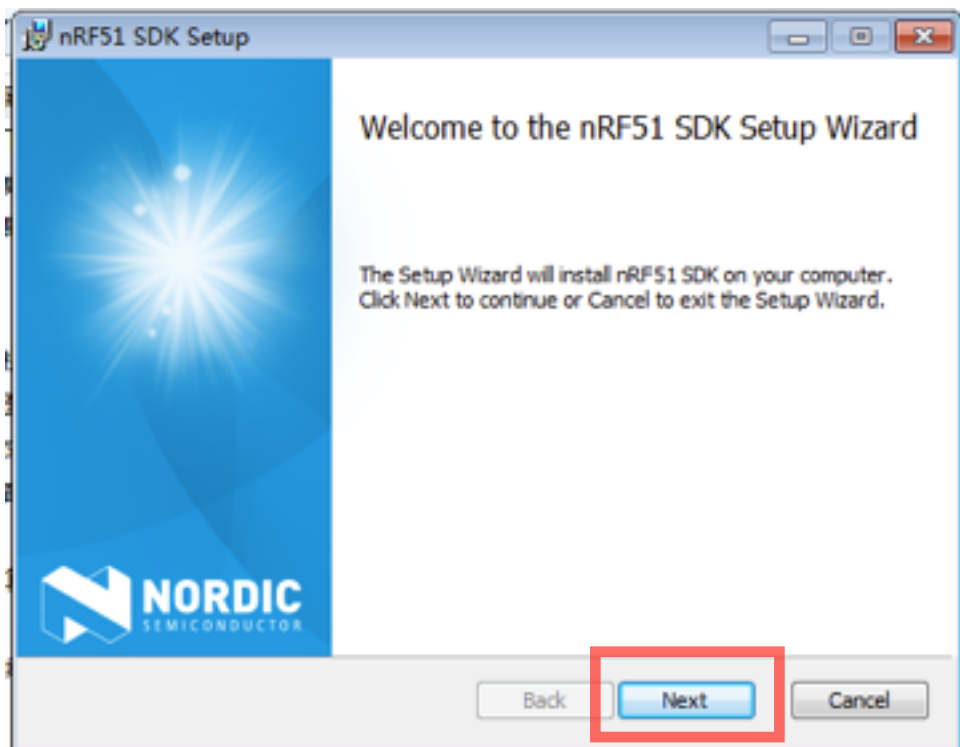 nRF51 SDK Setup
Welcome to the nRF51 SDK Setup Wizard
The Setup Wizard will install nRF51 SDK on your computer.
Click Next to continue or Cancel to exit the Setup Wizard.
NORDIC
SEMICONDUCTOR
Back Next Cancel